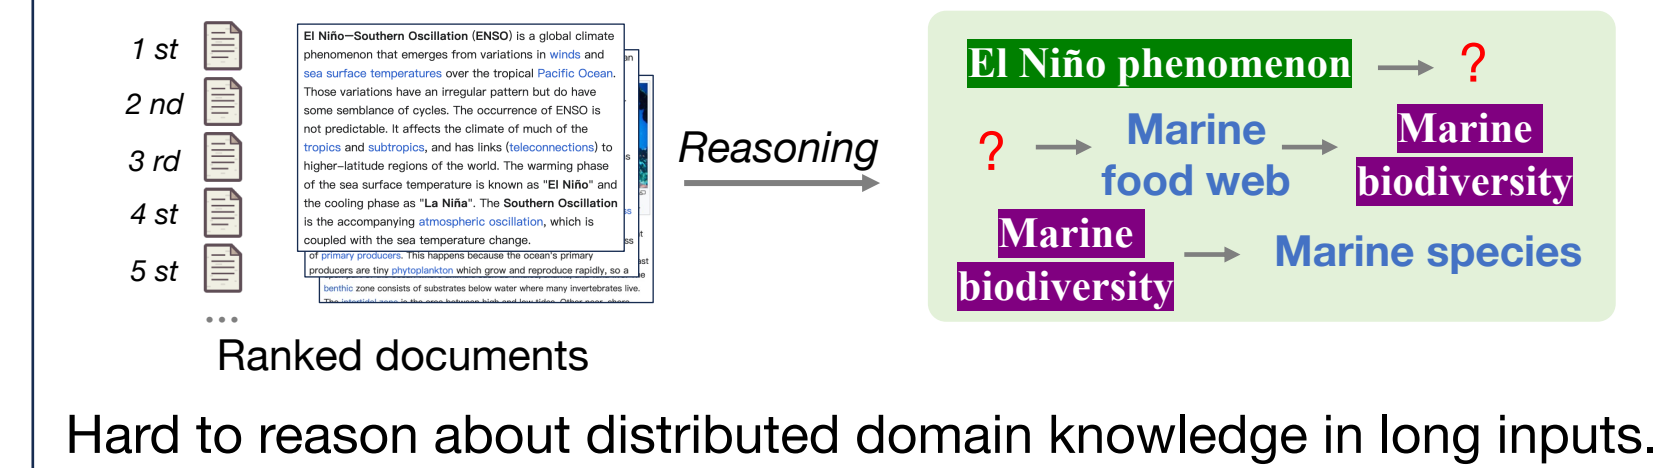 1 st
2 nd
3 rd
4 st
5 st
...
Ranked documents
El Niño–Southern Oscillation (ENSO) is a global climate
phenomenon that emerges from variations in winds and
sea surface temperatures over the tropical Pacific Ocean.
Those variations have an irregular pattern but do have
some semblance of cycles. The occurrence of ENSO is
not predictable. It affects the climate of much of the
tropics and subtropics, and has links (teleconnections) to
higher–latitude regions of the world. The warming phase
of the sea surface temperature is known as "El Niño" and
the cooling phase as "La Niña". The Southern Oscillation
is the accompanying atmospheric oscillation, which is
coupled with the sea temperature change.
of primary producers. This happens because the ocean's primary
producers are tiny phytoplankton which grow and reproduce rapidly, so a
benthic zone consists of substrates below water where many invertebrates live.
Reasoning
El Niño phenomenon → ?
? → Marine food web → Marine biodiversity
Marine biodiversity → Marine species
Hard to reason about distributed domain knowledge in long inputs.